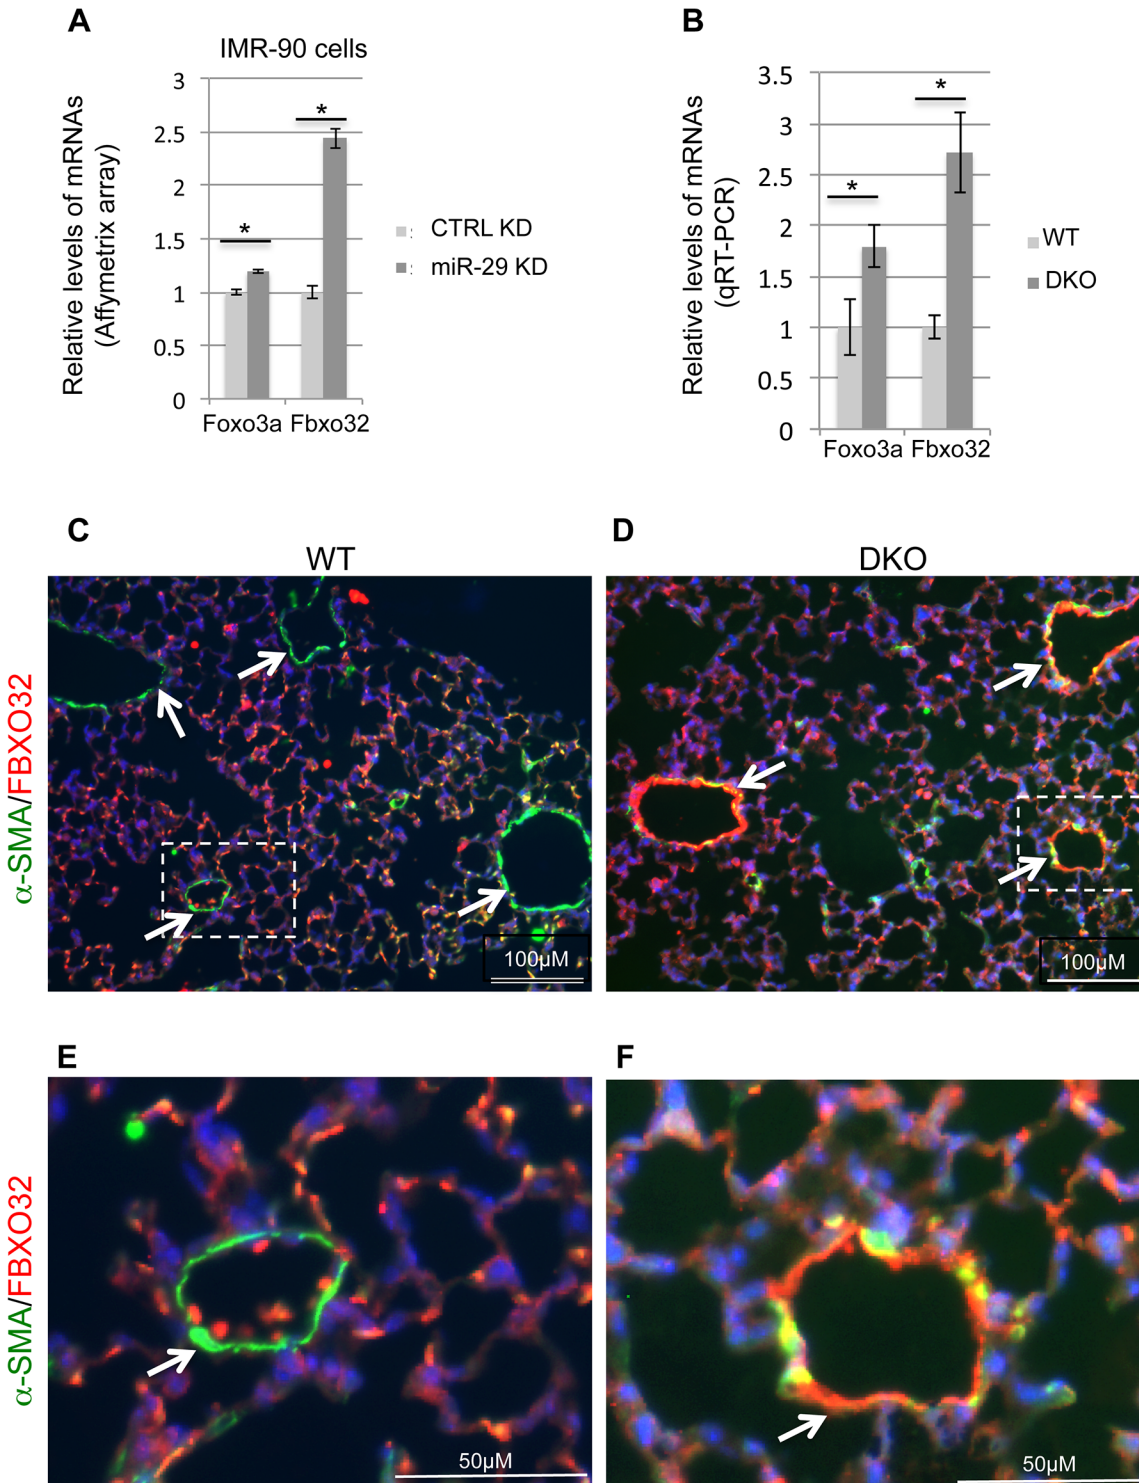 A
IMR-90 cells
Relative levels of mRNAs
(Affymetrix array)
3
2.5
2
1.5
1
0.5
0
*
*
Foxo3a Fbxo32
CTRL KD
miR-29 KD
B
Relative levels of mRNAs
(qRT-PCR)
3.5
3
2.5
2
1.5
1
0.5
0
*
*
Foxo3a Fbxo32
WT
DKO
C
WT
α-SMA/FBXO32
100µM
D
DKO
100µM
E
α-SMA/FBXO32
50µM
F
50µM